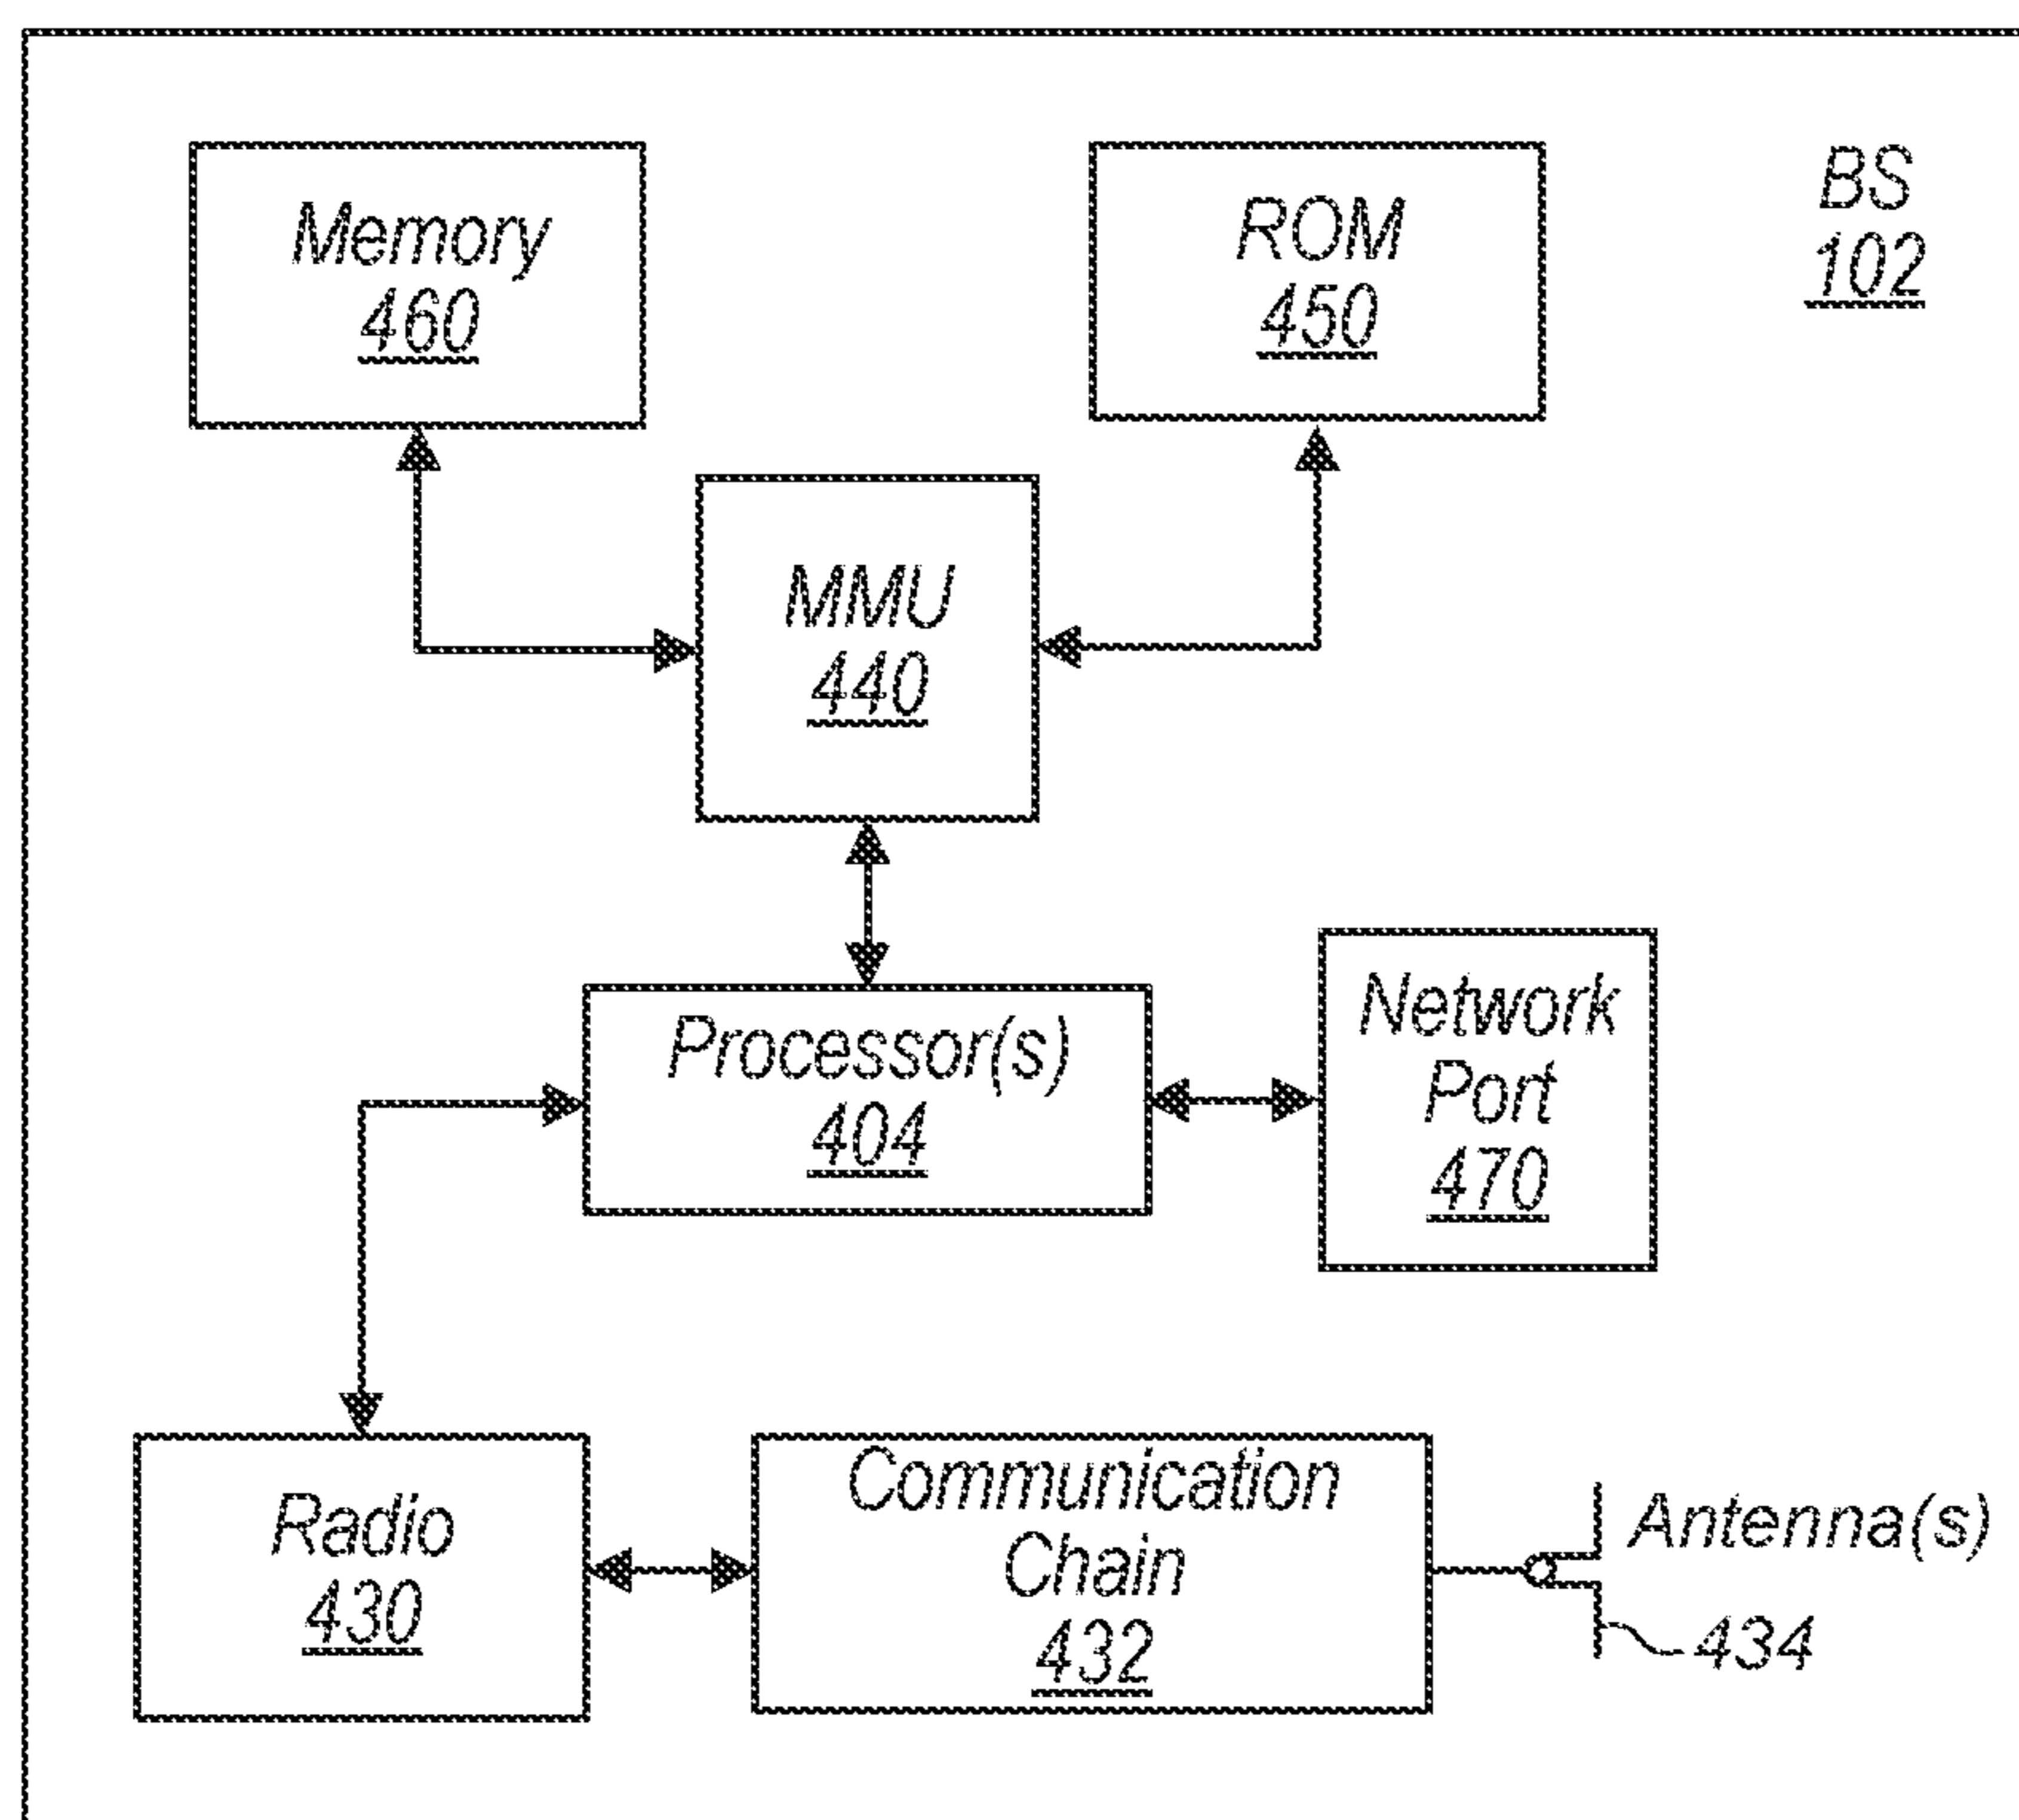 Memory
460
ROM
450
BS
102
MMU
440
Processor(s)
404
Network
Port
470
Radio
430
Communication
Chain
432
Antenna(s)
434